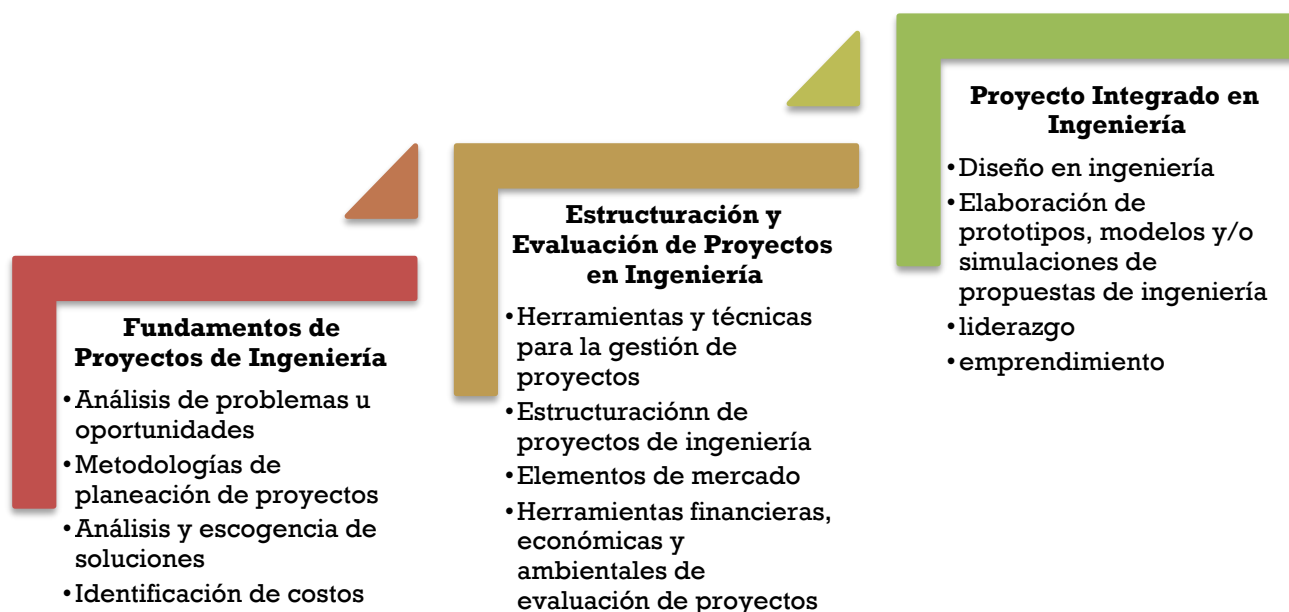 Fundamentos de
Proyectos de Ingeniería
•Análisis de problemas u
oportunidades
•Metodologías de
planeación de proyectos
•Análisis y escogencia de
soluciones
•Identificación de costos
Estructuración y
Evaluación de Proyectos
en Ingeniería
•Herramientas y técnicas
para la gestión de
proyectos
•Estructuraciónn de
proyectos de ingeniería
•Elementos de mercado
•Herramientas financieras,
económicas y
ambientales de
evaluación de proyectos
Proyecto Integrado en
Ingeniería
•Diseño en ingeniería
•Elaboración de
prototipos, modelos y/o
simulaciones de
propuestas de ingeniería
•liderazgo
•emprendimiento